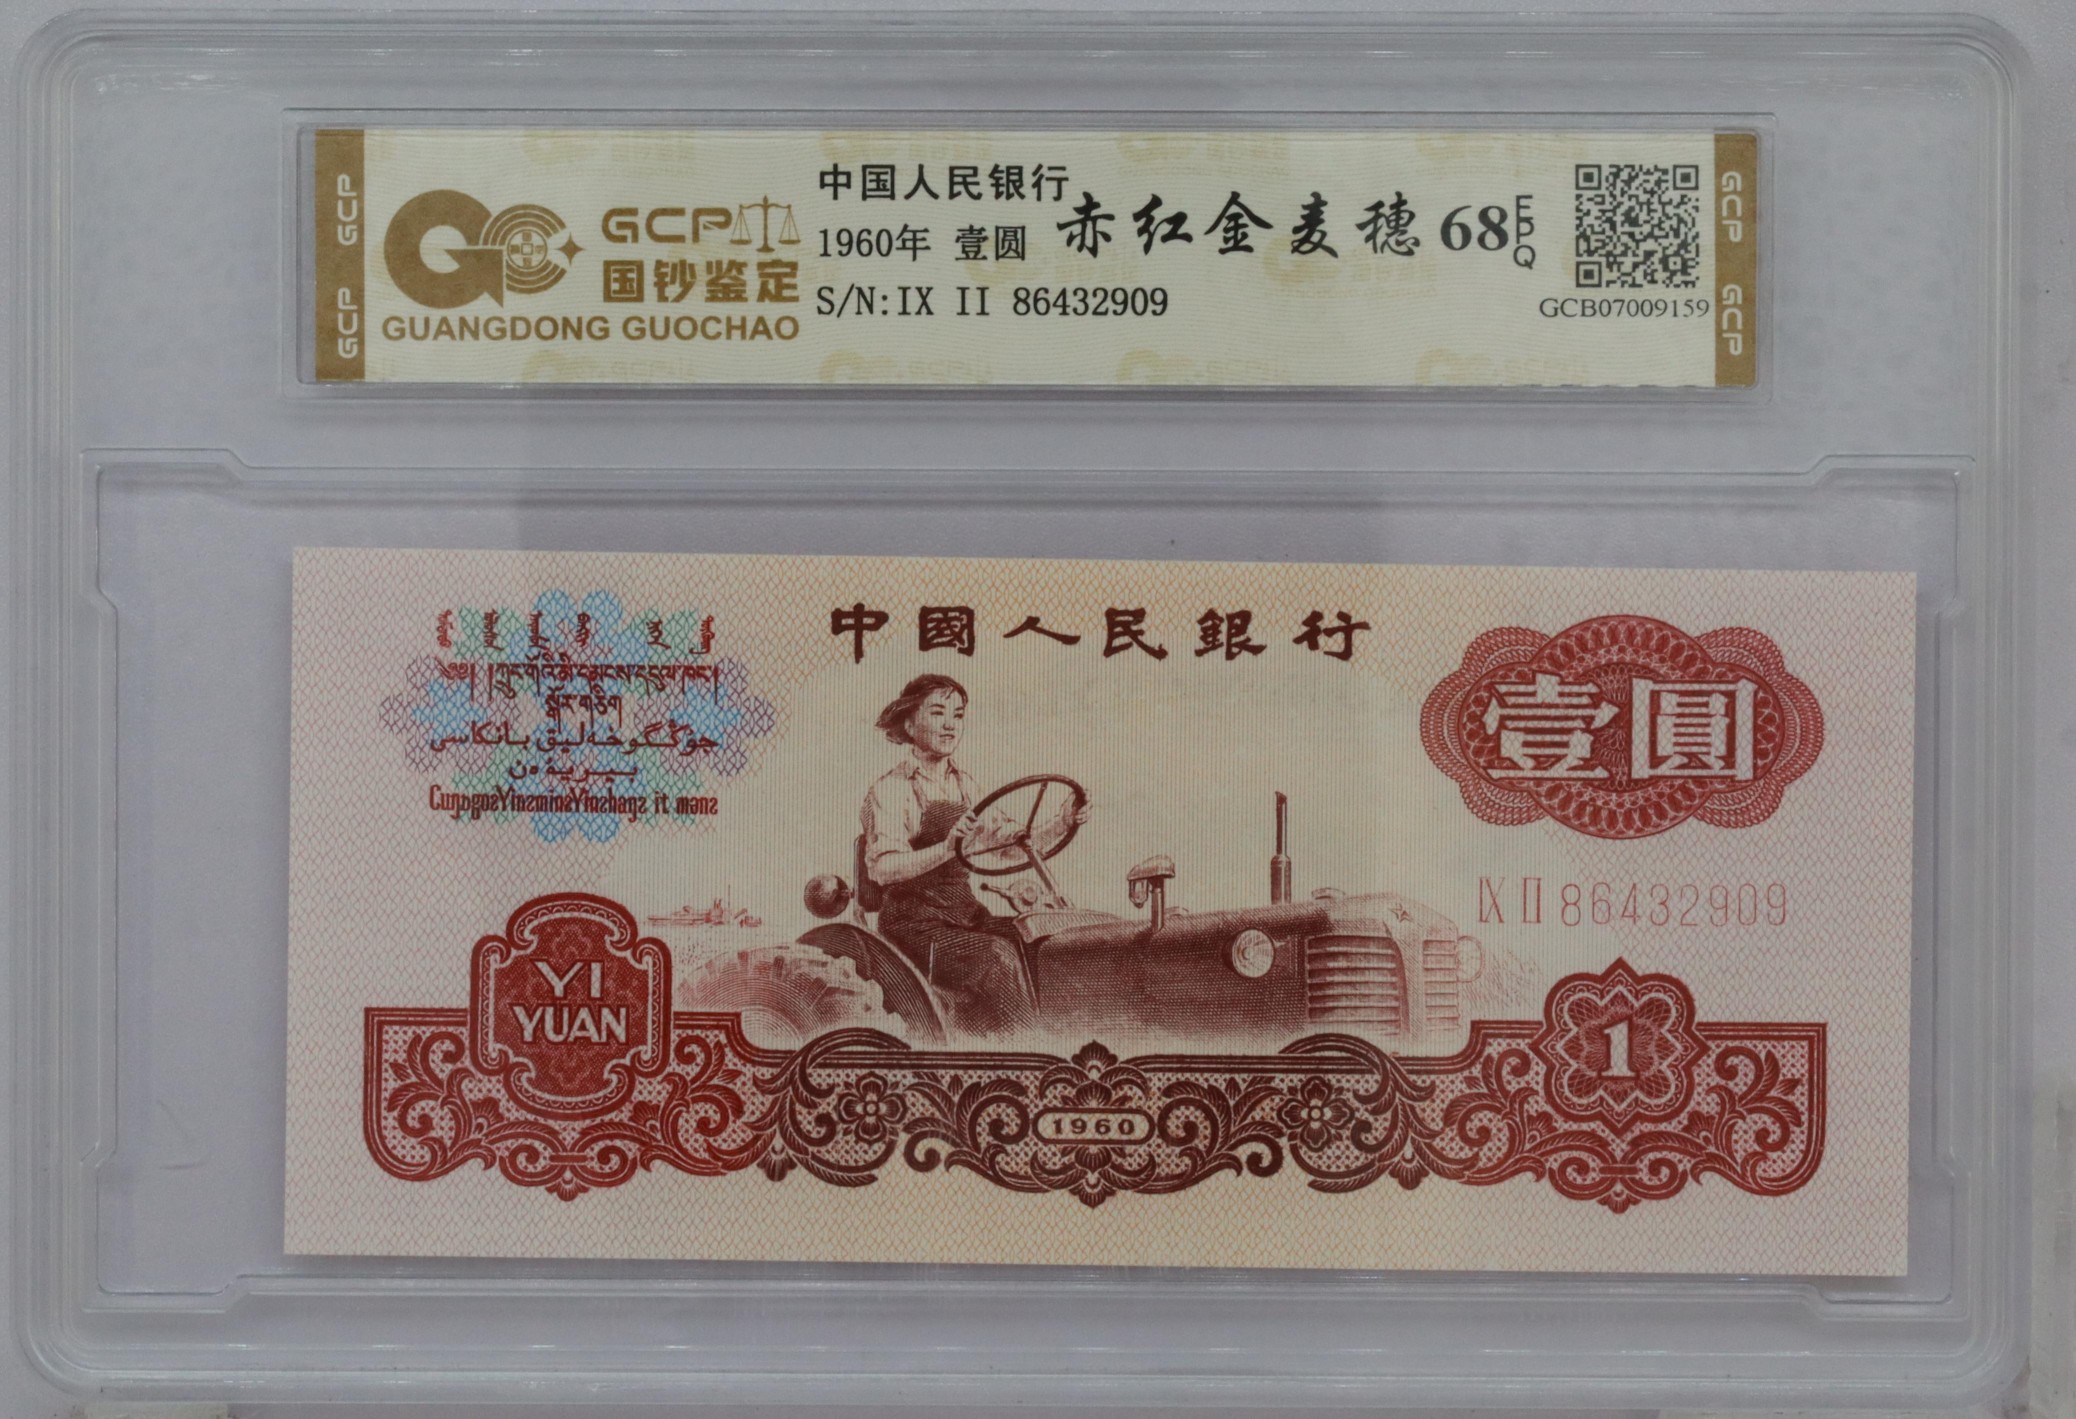 GCP GCP
GCP
国钞鉴定
GUANGDONG GUOCHAO
中国人民银行
1960年 壹圆
S/N:IX II 86432909
赤红金麦穗 68 EPQ
GCB07009159
GCP GCP
中國人民銀行
壹圓
IX II 86432909
YI
YUAN
1960
1